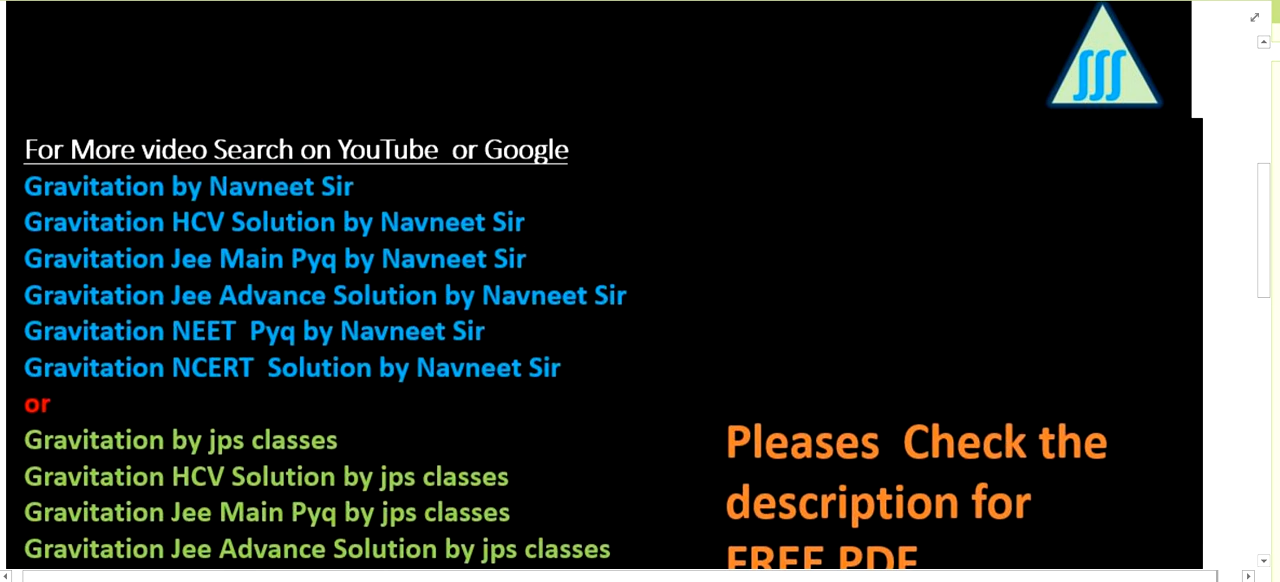 ∫∫∫
For More video Search on YouTube or Google
Gravitation by Navneet Sir
Gravitation HCV Solution by Navneet Sir
Gravitation Jee Main Pyq by Navneet Sir
Gravitation Jee Advance Solution by Navneet Sir
Gravitation NEET Pyq by Navneet Sir
Gravitation NCERT Solution by Navneet Sir
or
Gravitation by jps classes
Gravitation HCV Solution by jps classes
Gravitation Jee Main Pyq by jps classes
Gravitation Jee Advance Solution by jps classes
Pleases Check the
description for
FREE PDF